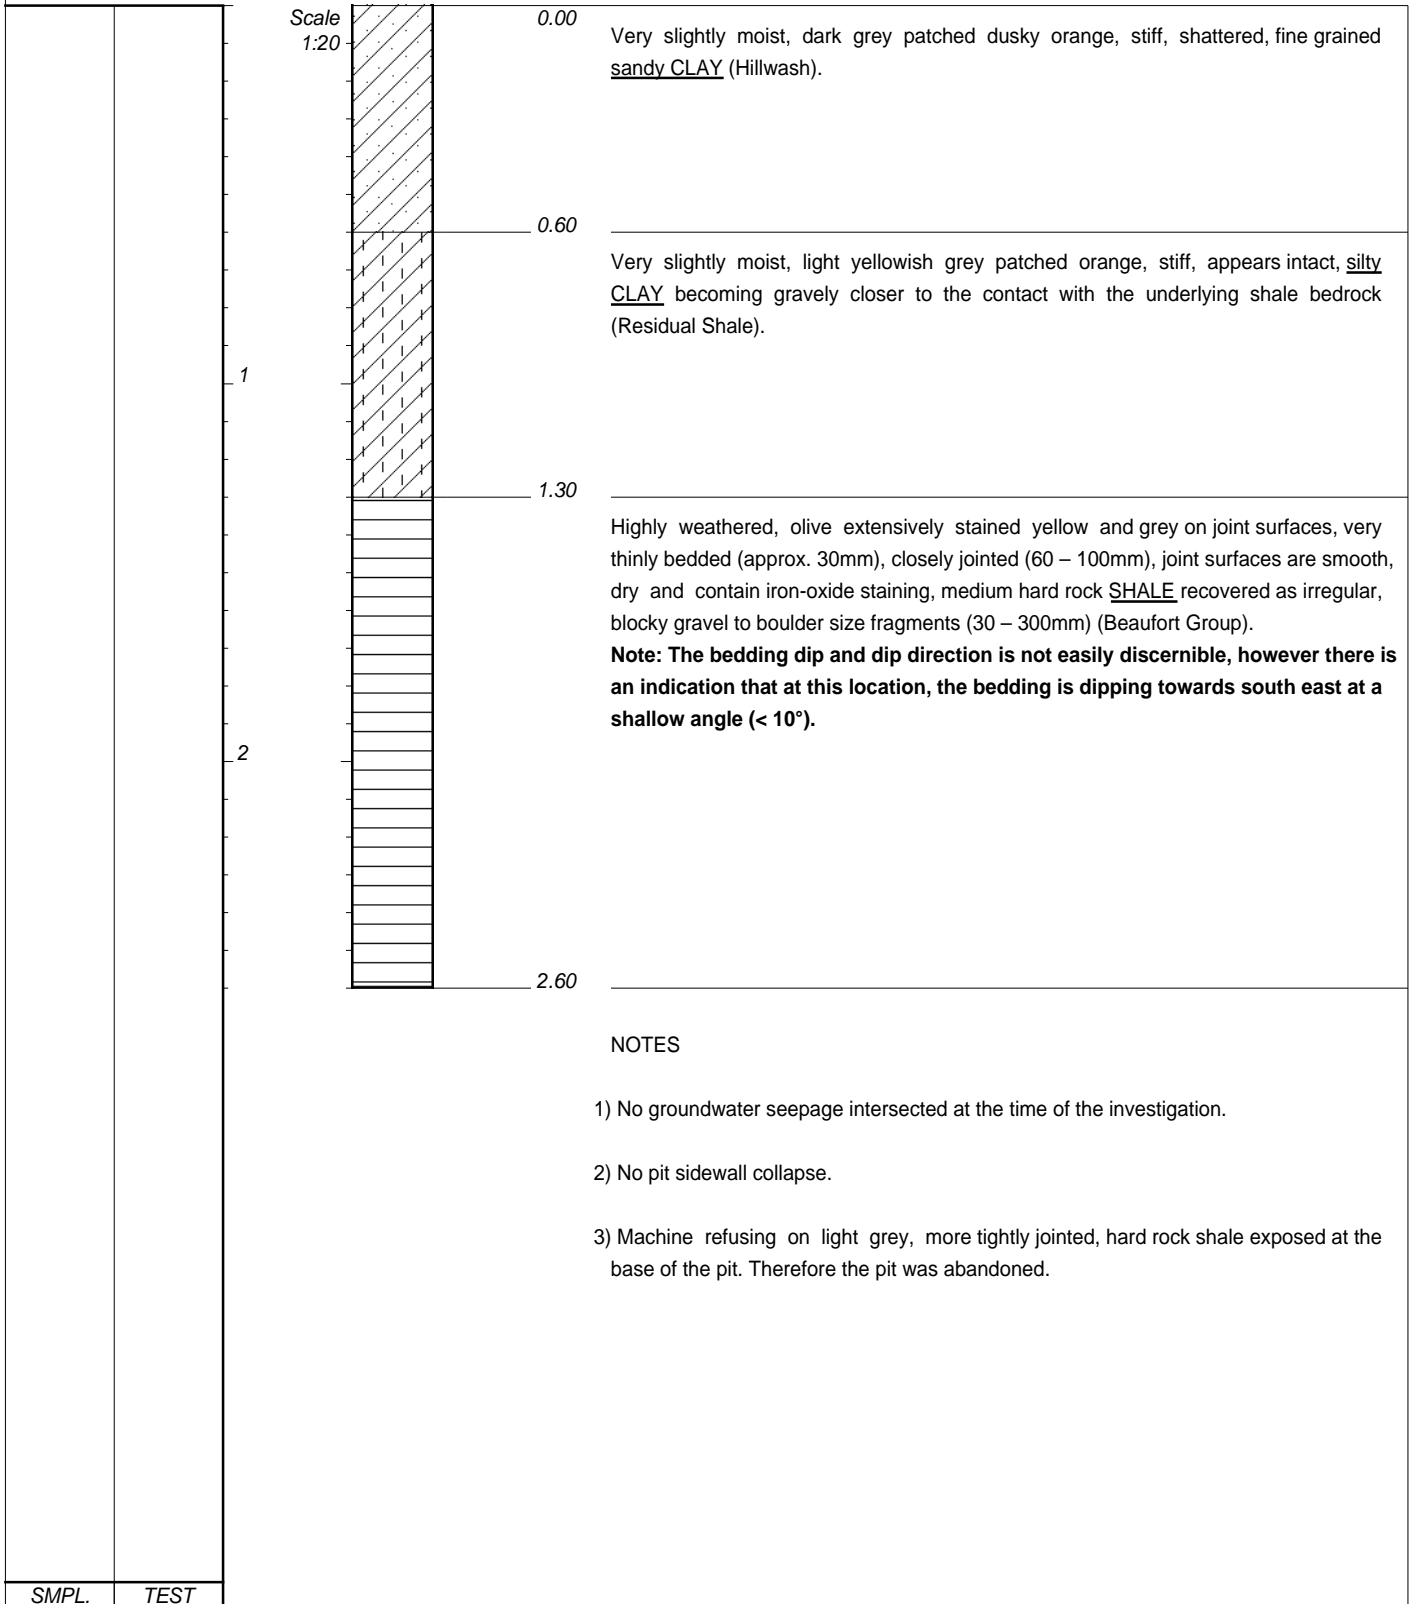 Scale
1:20
0.00
Very slightly moist, dark grey patched dusky orange, stiff, shattered, fine grained
sandy CLAY (Hillwash).
0.60
Very slightly moist, light yellowish grey patched orange, stiff, appears intact, silty
CLAY becoming gravely closer to the contact with the underlying shale bedrock
(Residual Shale).
1
1.30
Highly weathered, olive extensively stained yellow and grey on joint surfaces, very
thinly bedded (approx. 30mm), closely jointed (60 – 100mm), joint surfaces are smooth,
dry and contain iron-oxide staining, medium hard rock SHALE recovered as irregular,
blocky gravel to boulder size fragments (30 – 300mm) (Beaufort Group).
Note: The bedding dip and dip direction is not easily discernible, however there is
an indication that at this location, the bedding is dipping towards south east at a
shallow angle (< 10°).
2
2.60
NOTES
1) No groundwater seepage intersected at the time of the investigation.
2) No pit sidewall collapse.
3) Machine refusing on light grey, more tightly jointed, hard rock shale exposed at the
base of the pit. Therefore the pit was abandoned.
SMPL. TEST